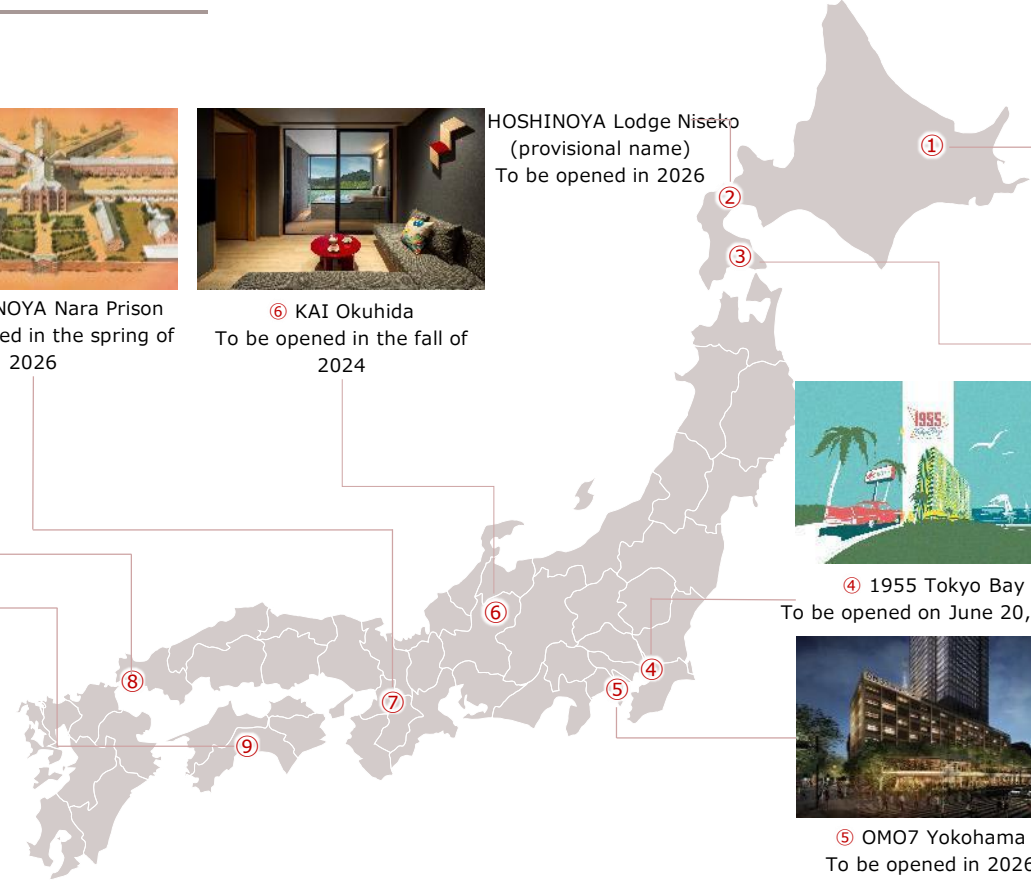 NOYA Nara Prison
ed in the spring of
2026
⑥ KAI Okuhida
To be opened in the fall of
2024
HOSHINOYA Lodge Niseko
(provisional name)
To be opened in 2026
①
②
③
1955
④ 1955 Tokyo Bay
To be opened on June 20,
⑥
④
⑤
⑧
⑦
⑨
⑤ OMO7 Yokohama
To be opened in 2026